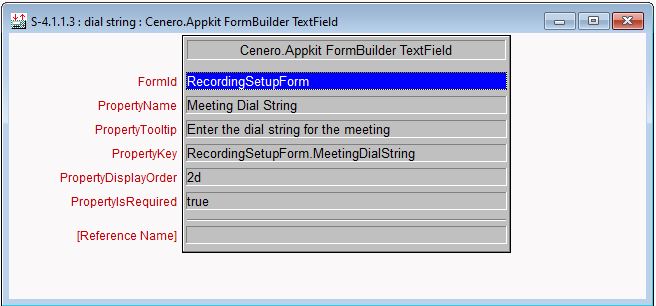 S-4.1.1.3 : dial string : Cenero.Appkit FormBuilder TextField
Cenero.Appkit FormBuilder TextField
FormId RecordingSetupForm
PropertyName Meeting Dial String
PropertyTooltip Enter the dial string for the meeting
PropertyKey RecordingSetupForm.MeetingDialString
PropertyDisplayOrder 2d
PropertyIsRequired true
[Reference Name]